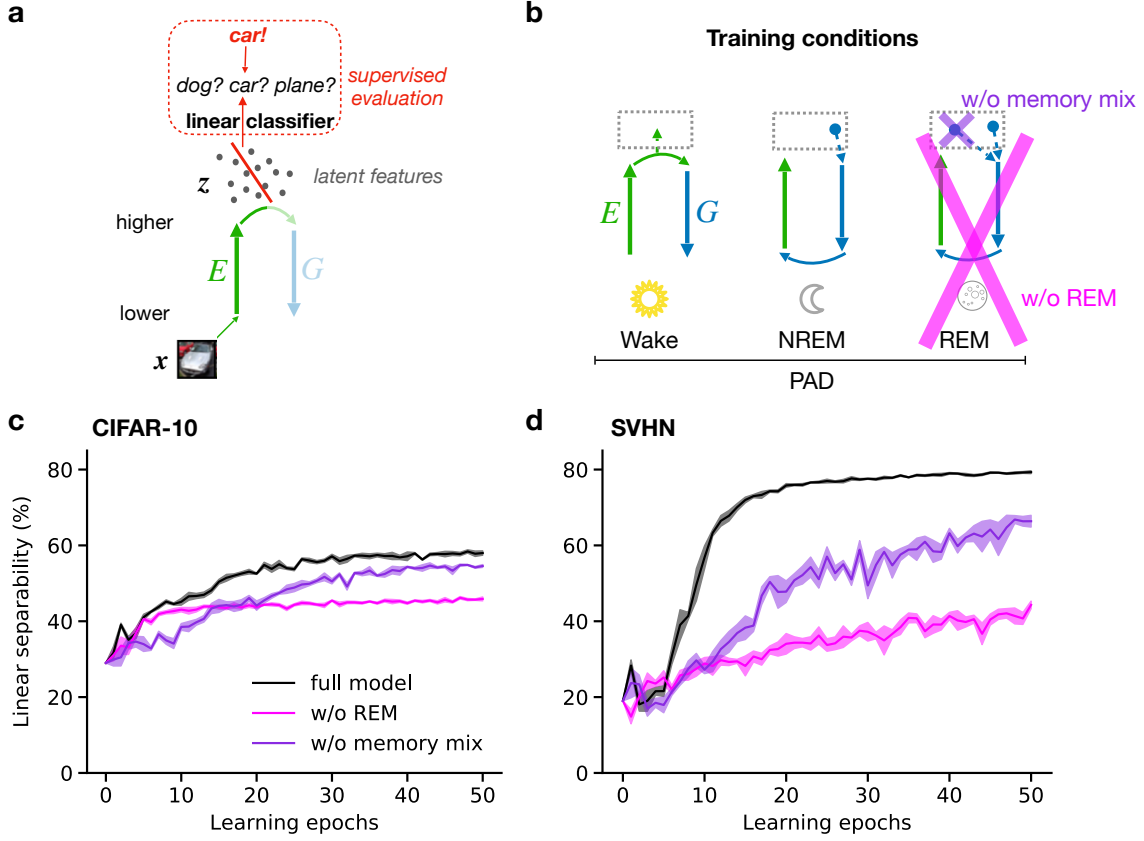 a
car!
dog? car? plane?
linear classifier
supervised
evaluation
z
latent features
higher
E
G
lower
x
b
Training conditions
w/o memory mix
E
G
w/o REM
Wake
NREM
REM
PAD
c
CIFAR-10
Linear separability (%)
80
60
40
20
0
full model
w/o REM
w/o memory mix
0 10 20 30 40 50
Learning epochs
d
SVHN
80
60
40
20
0
0 10 20 30 40 50
Learning epochs